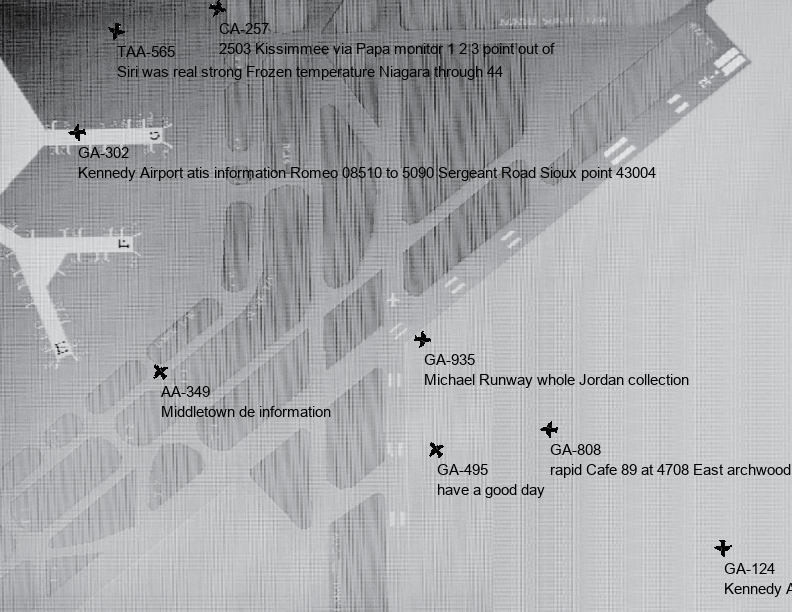 CA-257
2503 Kissimmee via Papa monitor 1 2 3 point out of
TAA-565
Siri was real strong Frozen temperature Niagara through 44
GA-302
Kennedy Airport atis information Romeo 08510 to 5090 Sergeant Road Sioux point 43004
GA-935
Michael Runway whole Jordan collection
AA-349
Middletown de information
GA-808
rapid Cafe 89 at 4708 East archwood
GA-495
have a good day
GA-124
Kennedy A